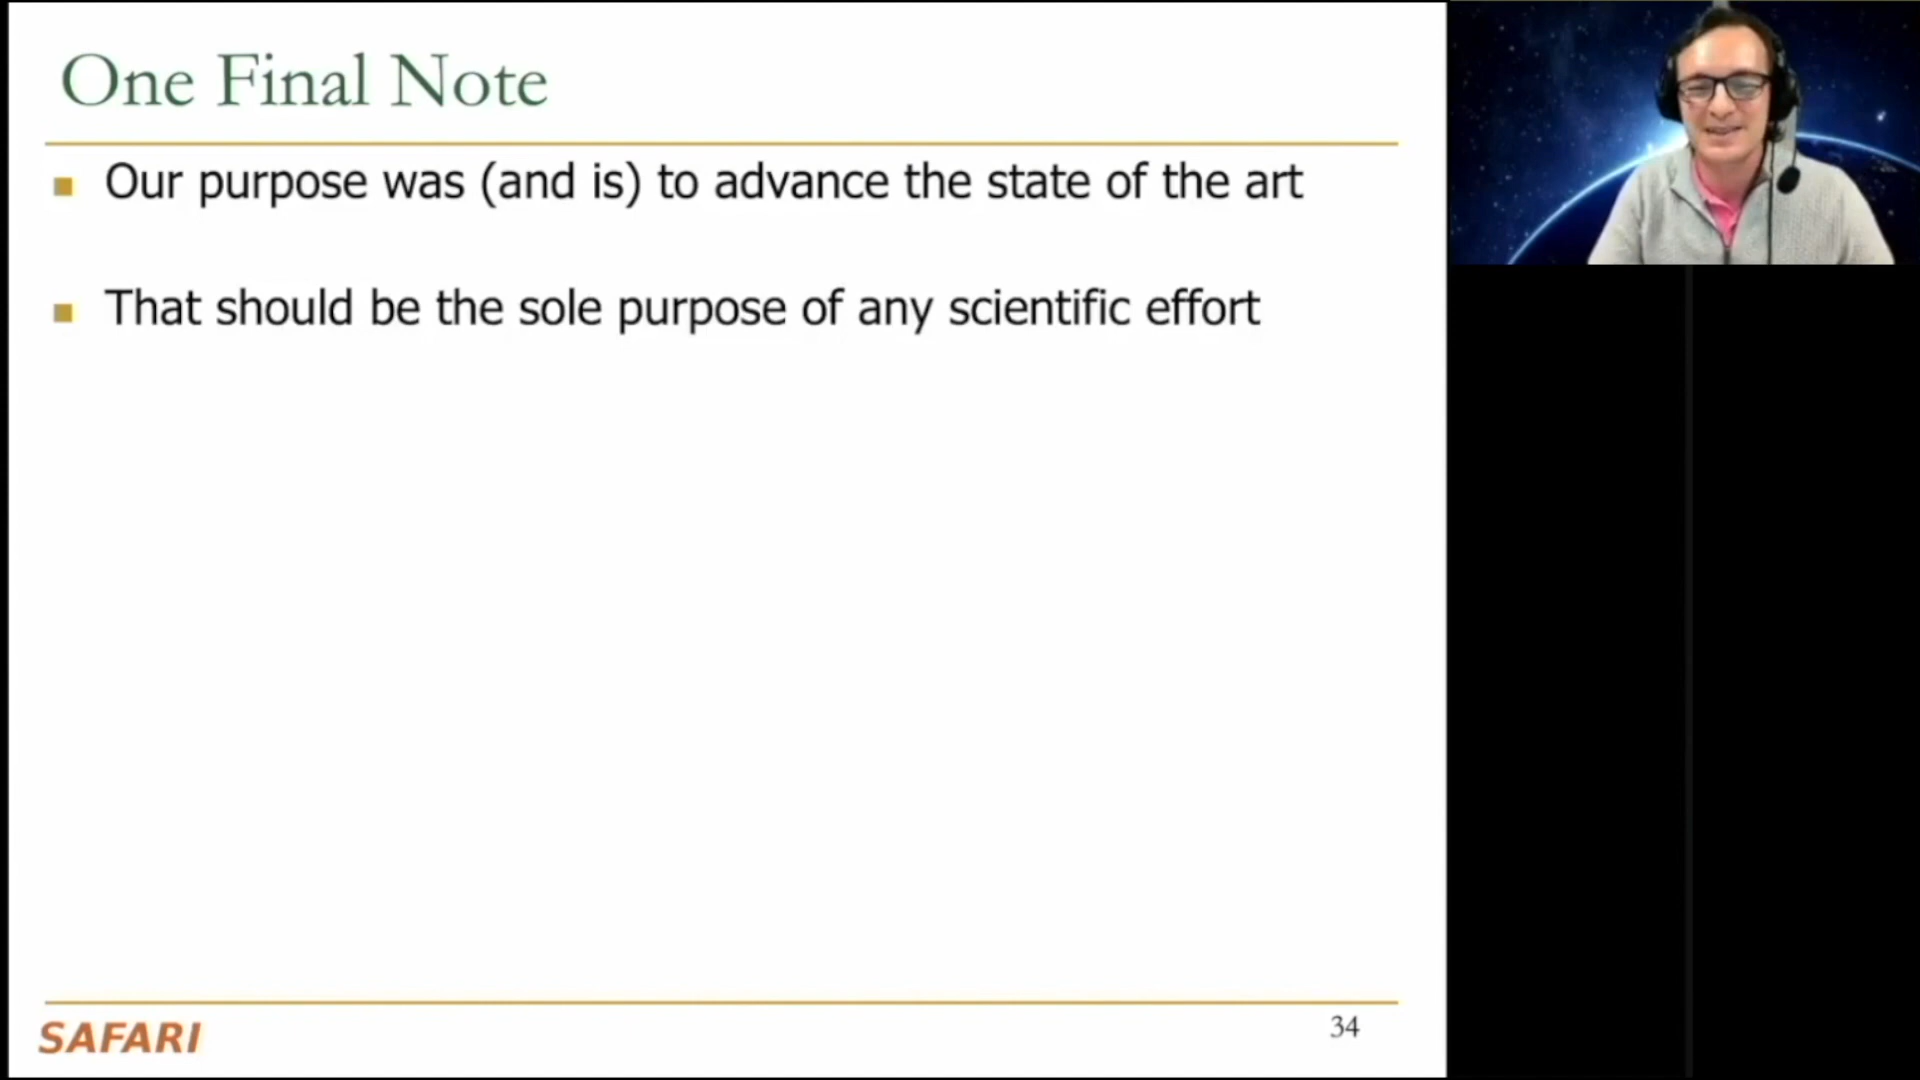 One Final Note
Our purpose was (and is) to advance the state of the art
That should be the sole purpose of any scientific effort
SAFARI
34